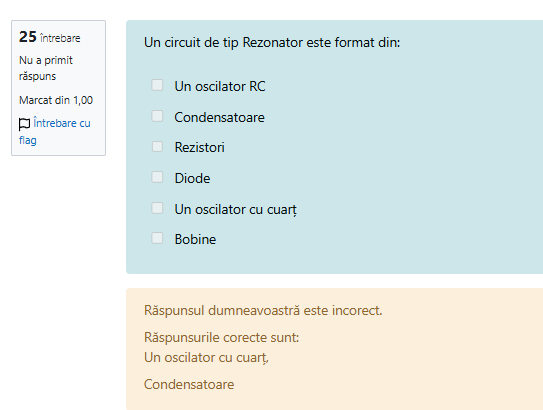 25 întrebare
Nu a primit
răspuns
Marcat din 1,00
Întrebare cu
flag
Un circuit de tip Rezonator este format din:
Un oscilator RC
Condensatoare
Rezistori
Diode
Un oscilator cu cuarț
Bobine
Răspunsul dumneavoastră este incorect.
Răspunsurile corecte sunt:
Un oscilator cu cuarț,
Condensatoare